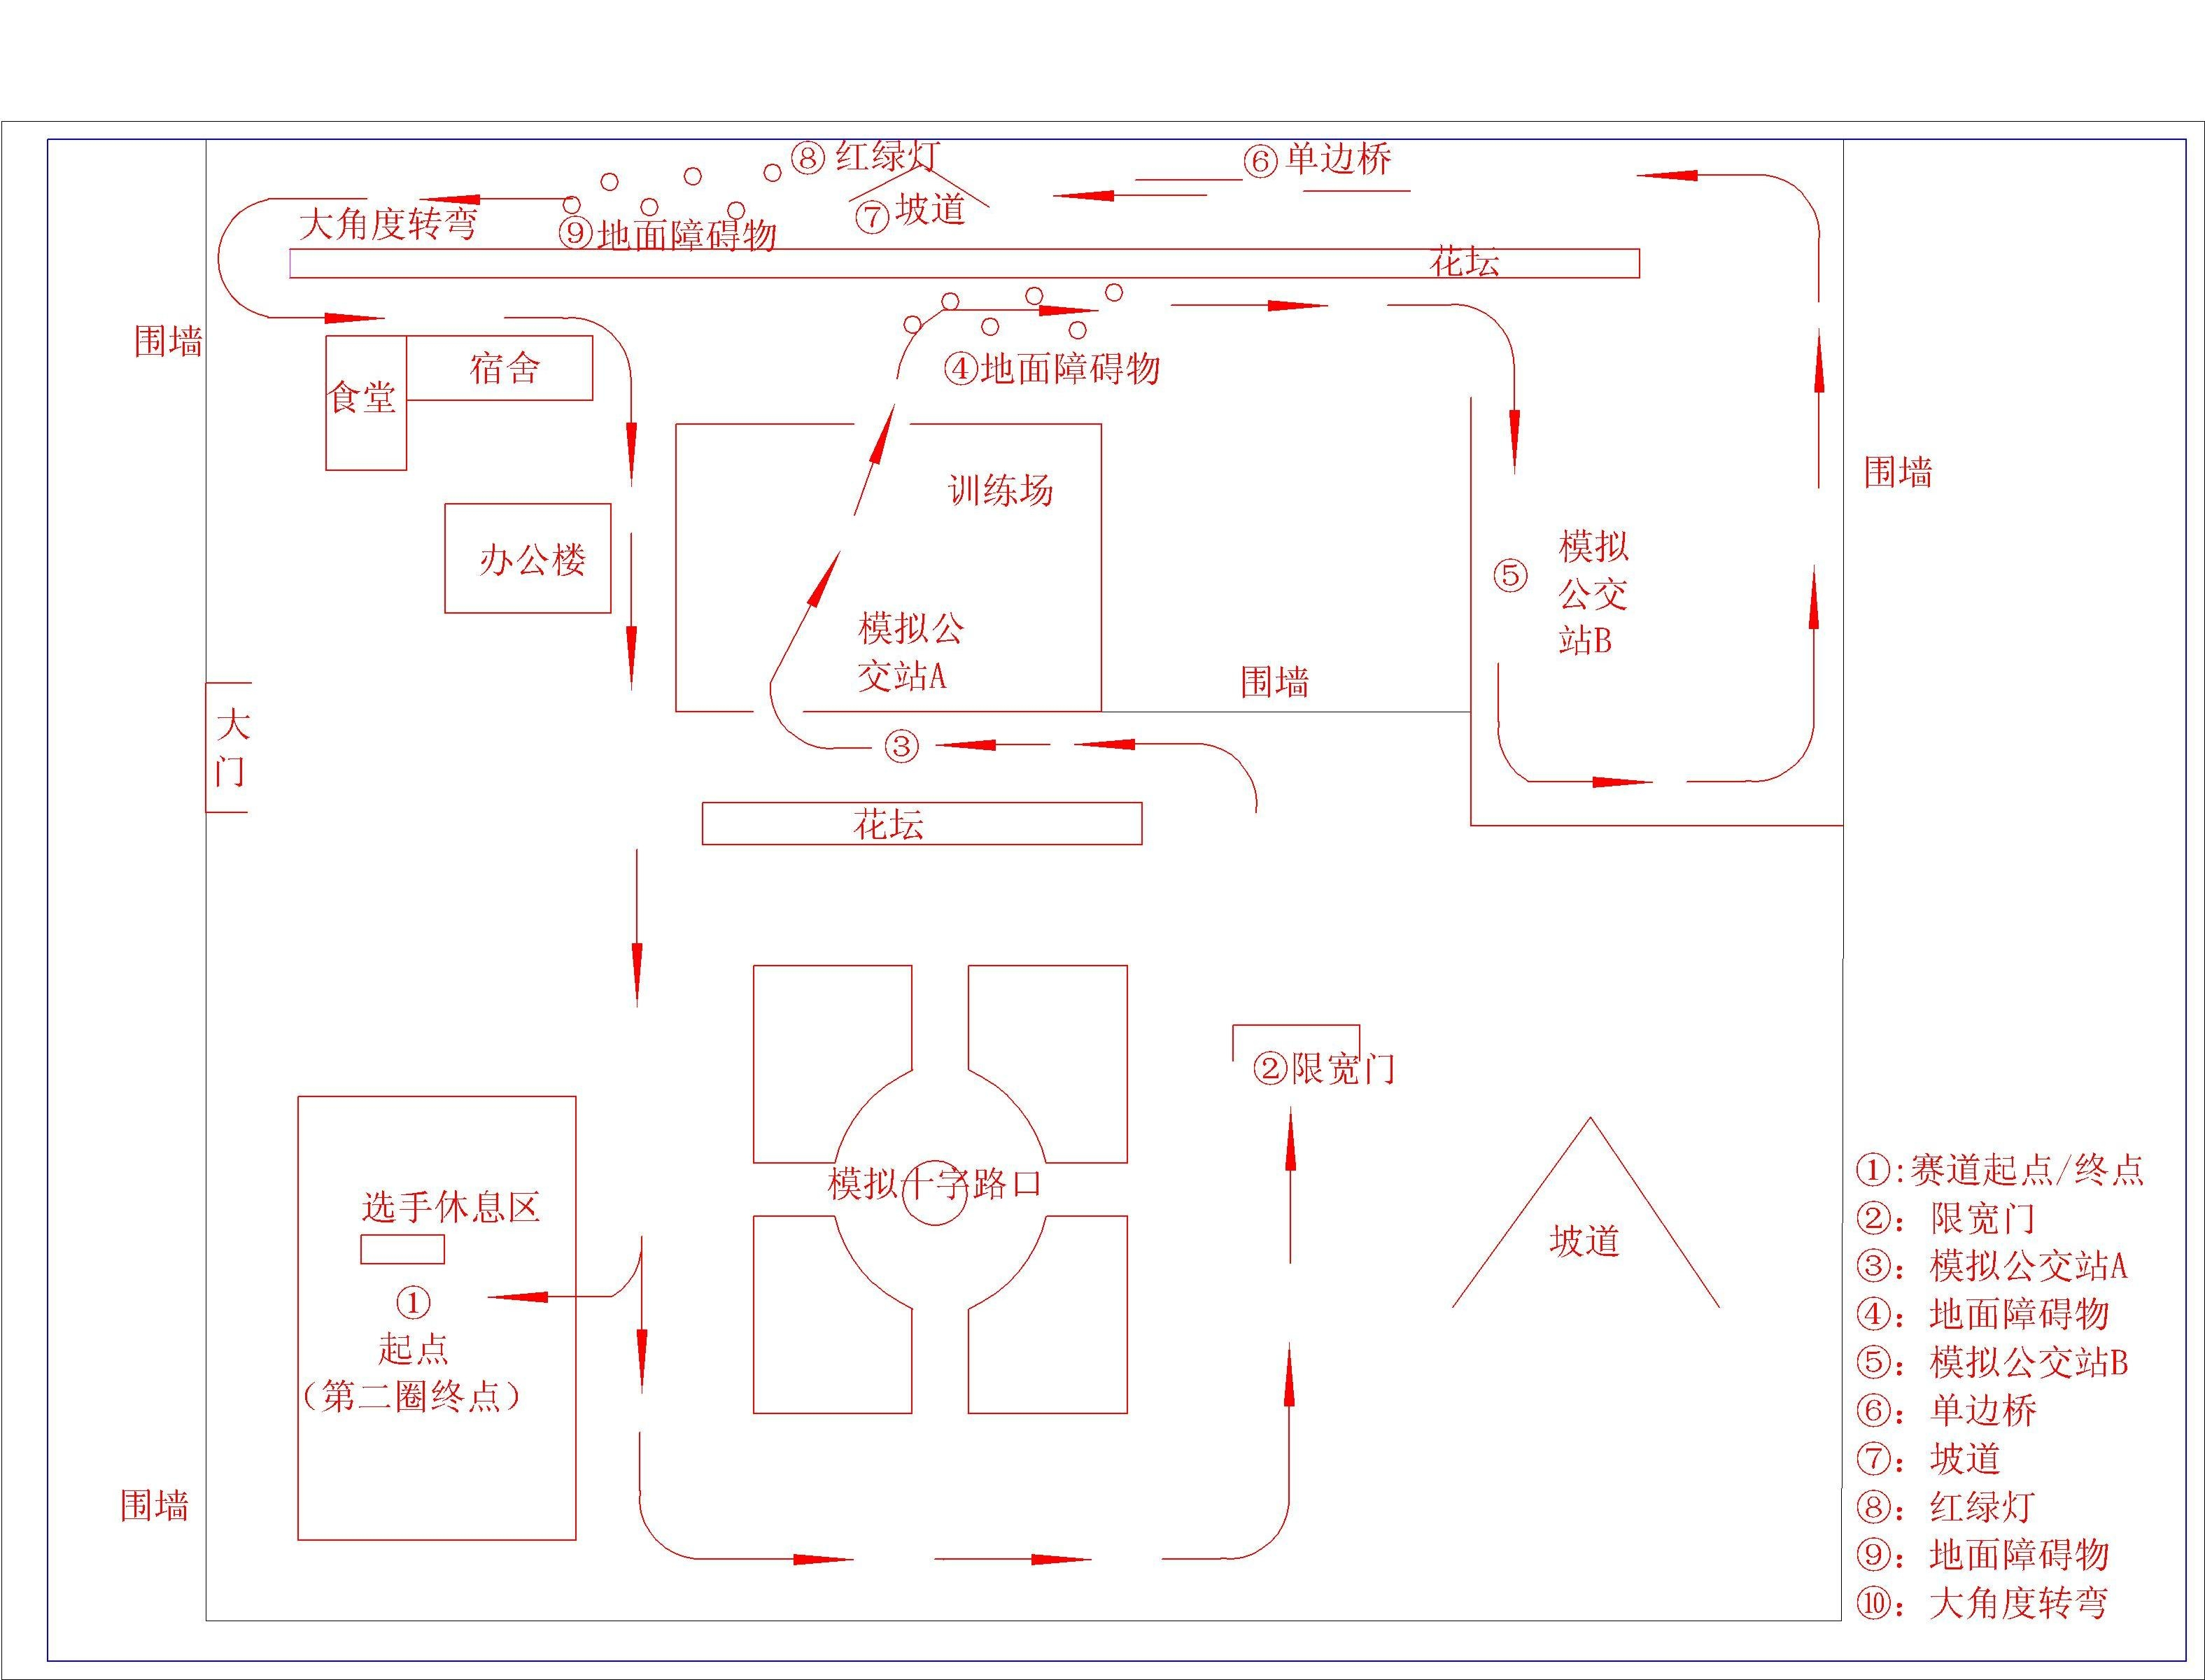 ⑧ 红绿灯
⑥ 单边桥
⑦ 坡道
大角度转弯
⑨地面障碍物
花坛
围墙
宿舍
食堂
④地面障碍物
训练场
围墙
办公楼
⑤
模拟
公交
站B
模拟公
交站A
围墙
大
门
③
花坛
②限宽门
模拟十字路口
选手休息区
坡道
①
起点
（第二圈终点）
围墙
①:赛道起点/终点
②：限宽门
③：模拟公交站A
④：地面障碍物
⑤：模拟公交站B
⑥：单边桥
⑦：坡道
⑧：红绿灯
⑨：地面障碍物
⑩：大角度转弯